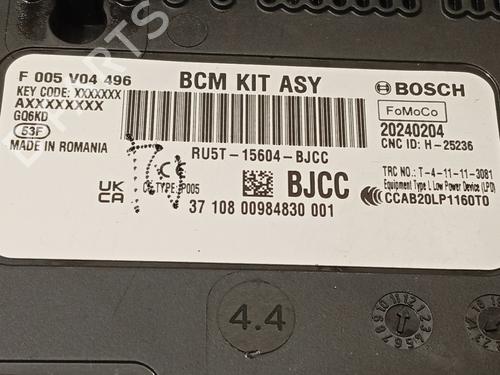 F 005 V04 496
BCM KIT ASY
BOSCH
KEY CODE: XXXXXXX
AXXXXXXXX
GQ6KD
53F
MADE IN ROMANIA
FoMoCo
20240204
CNC ID: H-25236
RU5T-15604-BJCC
UK
CA
CE
TYPE: P005
BJCC
TRC NO.: T-4-11-11-3081
Equipment Type L Low Power Device (LPD)
CCAB20LP1160T0
37 108 00984830 001
4.4